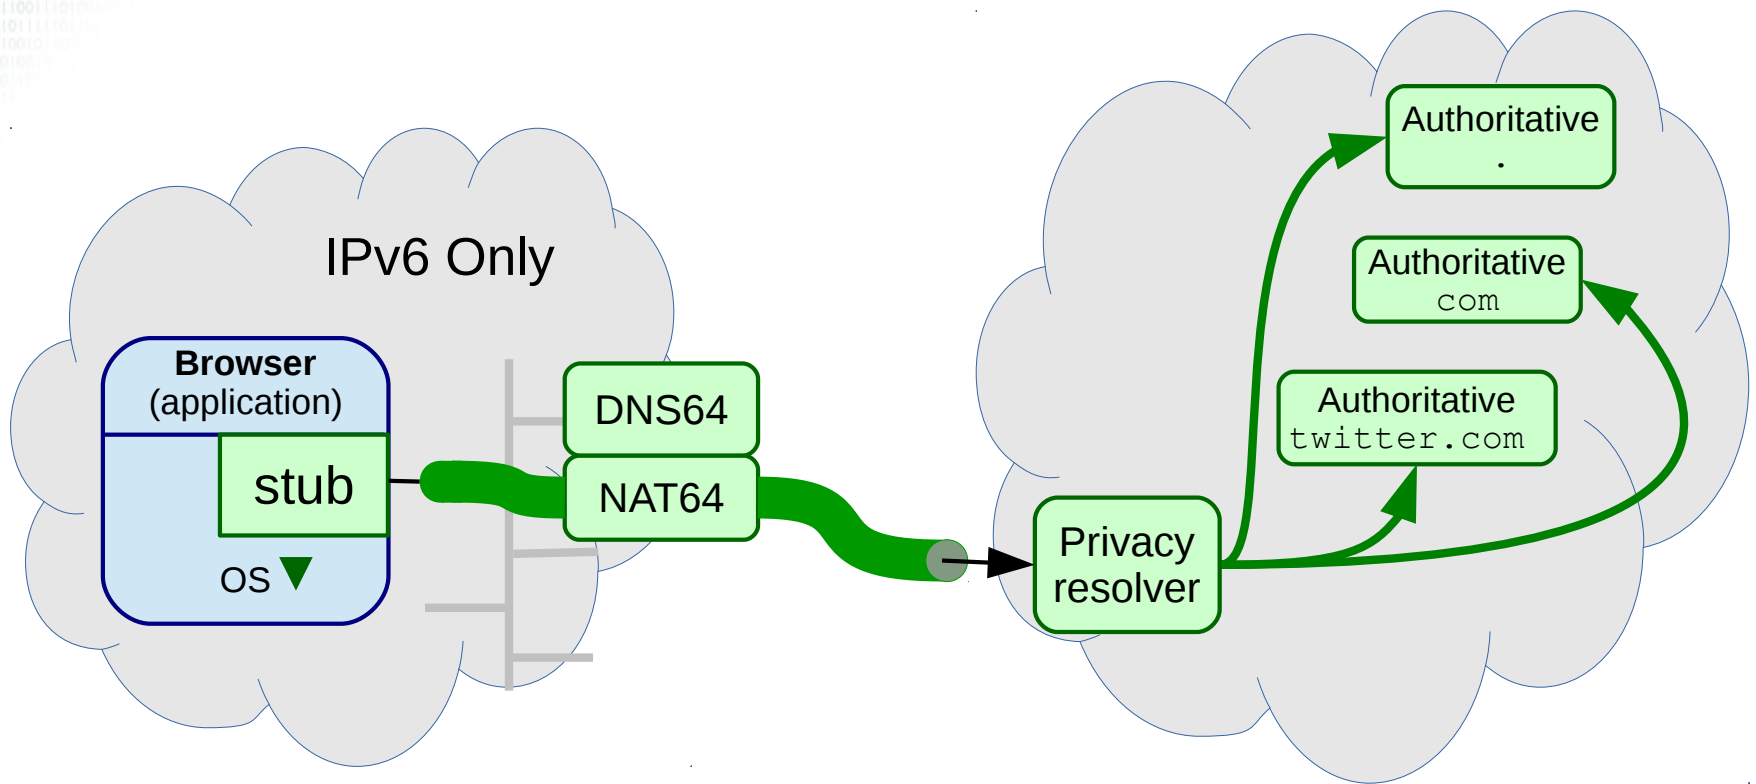 IPv6 Only
Browser
(application)
stub
OS
DNS64
NAT64
Privacy
resolver
Authoritative
.
Authoritative
com
Authoritative
twitter.com